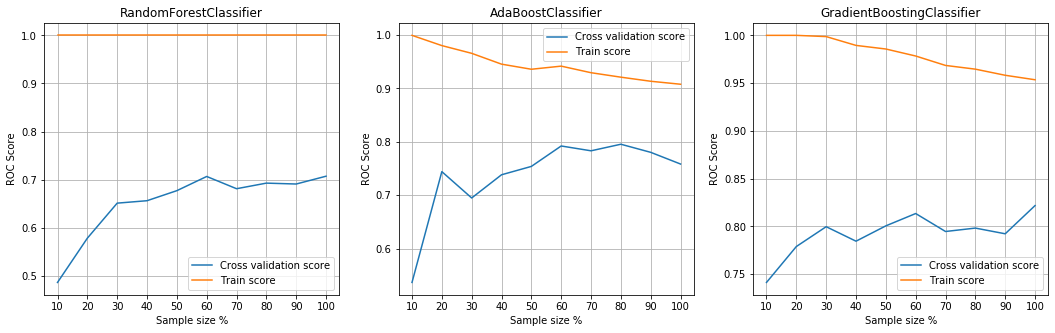 RandomForestClassifier
ROC Score
1.0
0.9
0.8
0.7
0.6
0.5
10 20 30 40 50 60 70 80 90 100
Sample size %
Cross validation score
Train score
AdaBoostClassifier
ROC Score
1.0
0.9
0.8
0.7
0.6
10 20 30 40 50 60 70 80 90 100
Sample size %
Cross validation score
Train score
GradientBoostingClassifier
ROC Score
1.00
0.95
0.90
0.85
0.80
0.75
10 20 30 40 50 60 70 80 90 100
Sample size %
Cross validation score
Train score